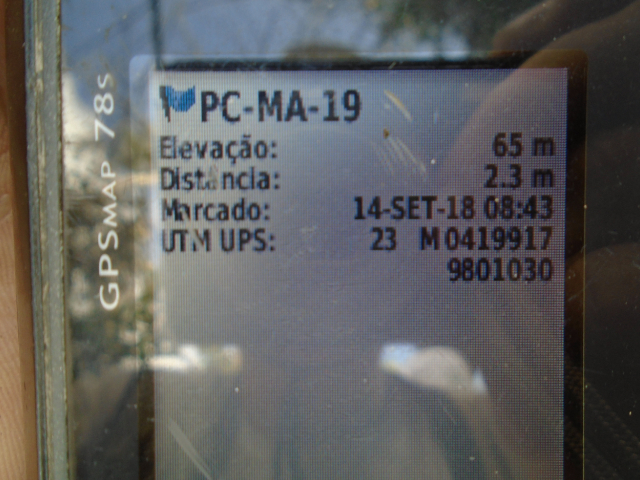 GPSMAP 78s
PC-MA-19
Elevação: 65 m
Distância: 2.3 m
Marcado: 14-SET-18 08:43
UTM UPS: 23 M 0419917
9801030